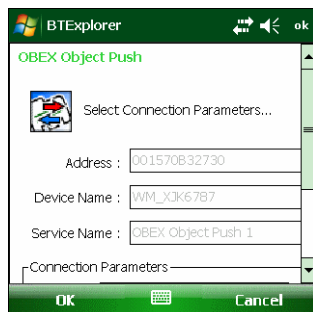 BTExplorer ok
OBEX Object Push
Select Connection Parameters...
Address : 001570B32730
Device Name : WM_XJK6787
Service Name : OBEX Object Push 1
Connection Parameters
OK Cancel